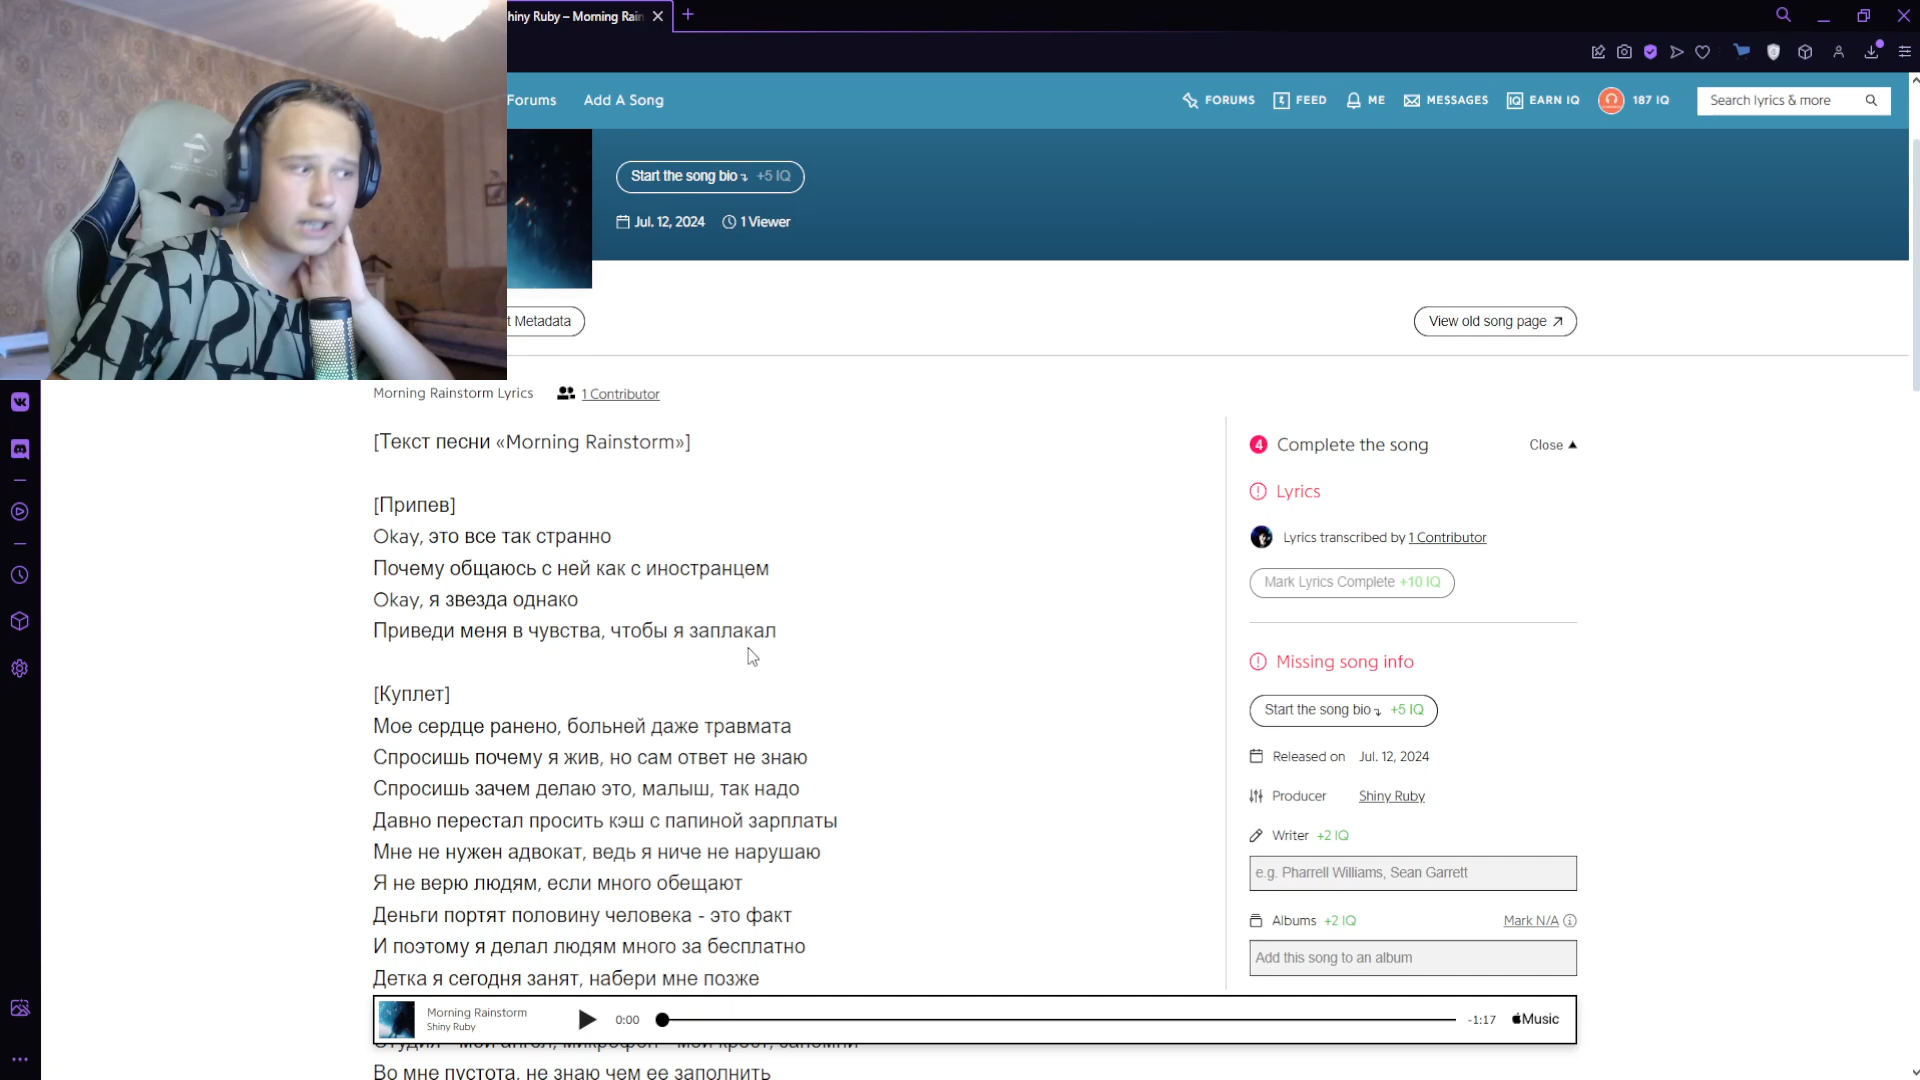 hiny Ruby – Morning Rain
Forums
Add A Song
FORUMS
FEED
ME
MESSAGES
EARN IQ
187 IQ
Search lyrics & more
Start the song bio +5 IQ
Jul. 12, 2024
1 Viewer
t Metadata
View old song page
Morning Rainstorm Lyrics
1 Contributor
[Текст песни «Morning Rainstorm»]
[Припев]
Okay, это все так странно
Почему общаюсь с ней как с иностранцем
Okay, я звезда однако
Приведи меня в чувства, чтобы я заплакал
[Куплет]
Мое сердце ранено, больней даже травмата
Спросишь почему я жив, но сам ответ не знаю
Спросишь зачем делаю это, малыш, так надо
Давно перестал просить кэш с папиной зарплаты
Мне не нужен адвокат, ведь я ниче не нарушаю
Я не верю людям, если много обещают
Деньги портят половину человека - это факт
И поэтому я делал людям много за бесплатно
Детка я сегодня занят, набери мне позже
Студия - мой ангел, микрофон - мой крест, запомни
Во мне пустота, не знаю чем ее заполнить
4 Complete the song
Close
Lyrics
Lyrics transcribed by 1 Contributor
Mark Lyrics Complete +10 IQ
Missing song info
Start the song bio +5 IQ
Released on Jul. 12, 2024
Producer Shiny Ruby
Writer +2 IQ
e.g. Pharrell Williams, Sean Garrett
Albums +2 IQ
Mark N/A
Add this song to an album
Morning Rainstorm
Shiny Ruby
0:00
-1:17
Music